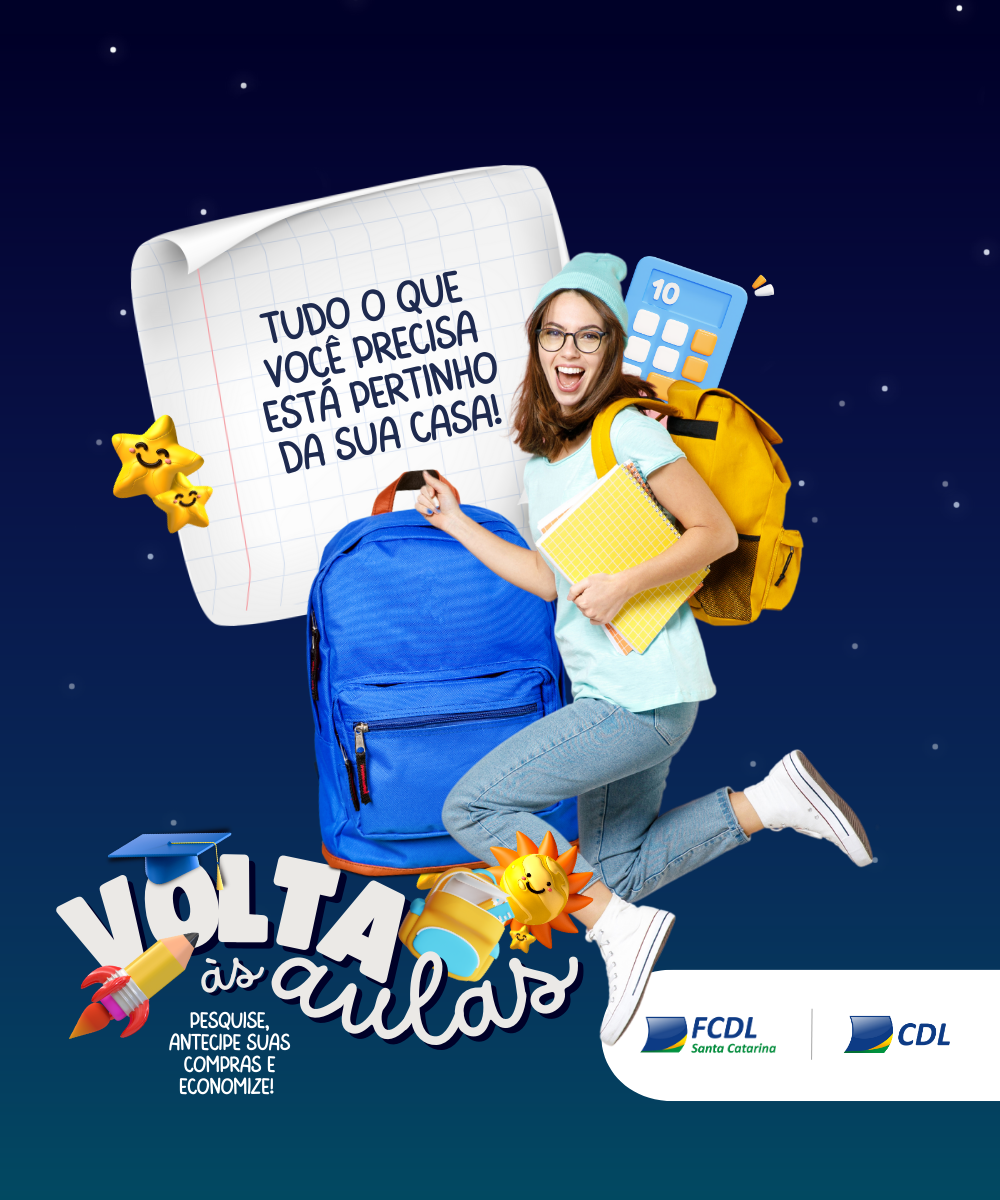 TUDO O QUE
VOCÊ PRECISA
ESTÁ PERTINHO
DA SUA CASA!
10
VOLTA
às aulas
PESQUISE,
ANTECIPE SUAS
COMPRAS E
ECONOMIZE!
FCDL
Santa Catarina
CDL